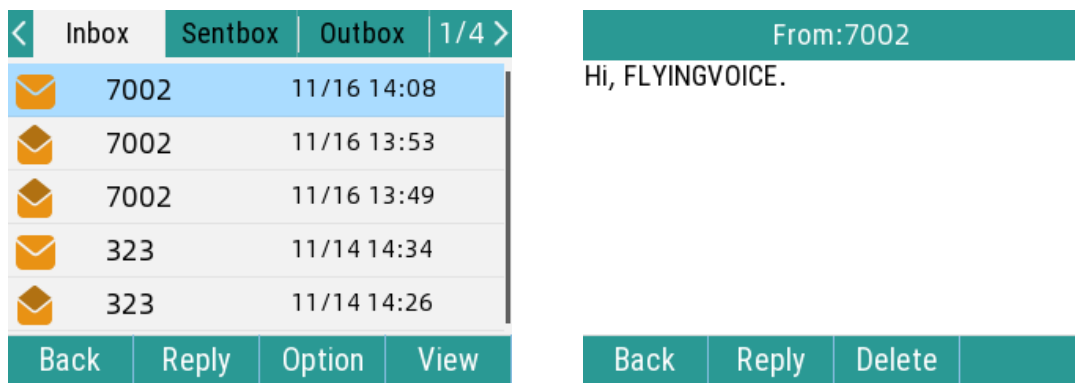 Inbox Sentbox Outbox 1/4
7002 11/16 14:08
7002 11/16 13:53
7002 11/16 13:49
323 11/14 14:34
323 11/14 14:26
Back Reply Option View
From:7002
Hi, FLYINGVOICE.
Back Reply Delete